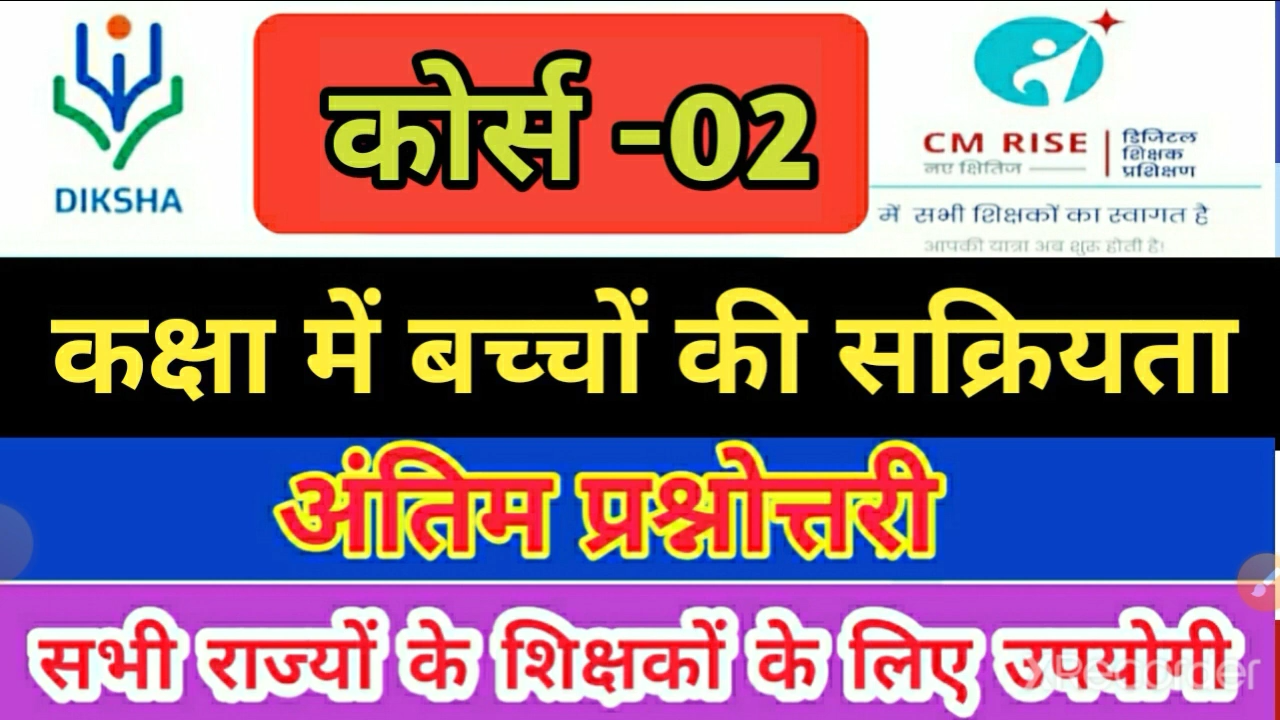 DIKSHA
कोर्स -02
CM RISE
नए क्षितिज
डिजिटल
शिक्षक
प्रशिक्षण
में सभी शिक्षकों का स्वागत है
आपकी यात्रा अब शुरू होती है!
कक्षा में बच्चों की सक्रियता
अंतिम प्रश्नोत्तरी
सभी राज्यों के शिक्षकों के लिए उपयोगी
XRecorder